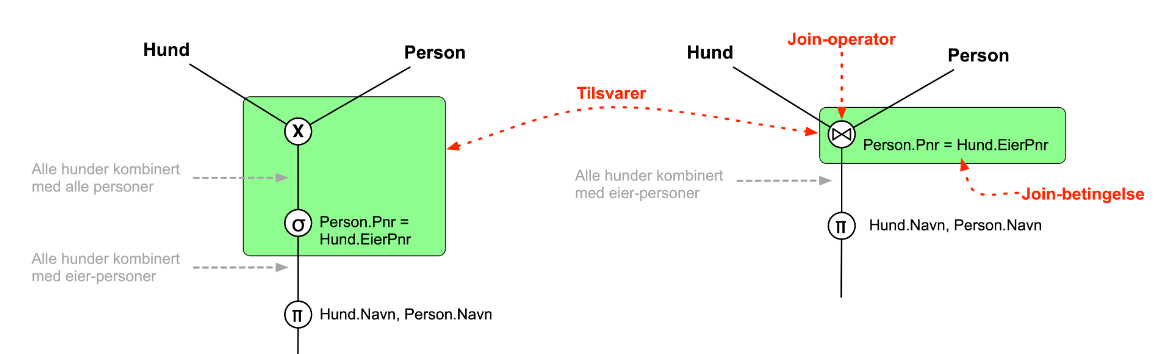 Hund
Person
X
Alle hunder kombinert
med alle personer
σ
Person.Pnr =
Hund.EierPnr
Alle hunder kombinert
med eier-personer
π
Hund.Navn, Person.Navn
Tilsvarer
Hund
Join-operator
Person
⋈
Person.Pnr = Hund.EierPnr
Alle hunder kombinert
med eier-personer
Join-betingelse
π
Hund.Navn, Person.Navn